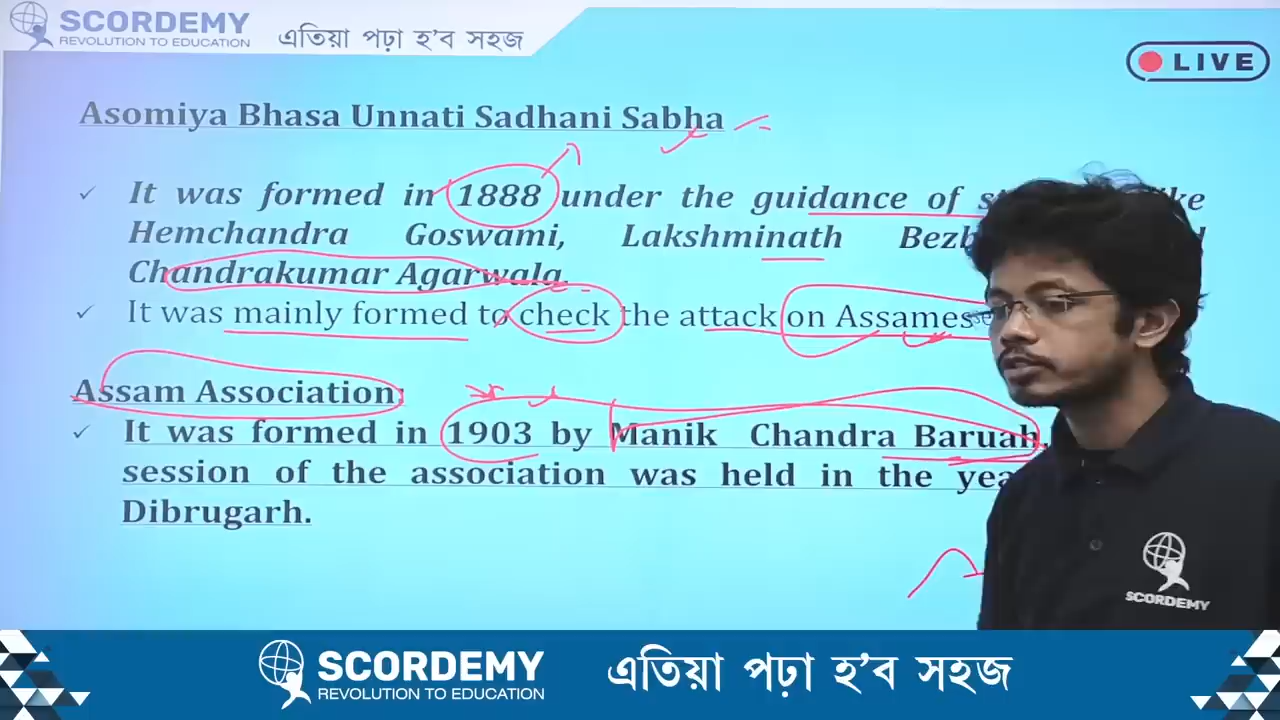 SCORDEMY
REVOLUTION TO EDUCATION
এতিয়া পঢ়া হ'ব সহজ
LIVE
Asomiya Bhasa Unnati Sadhani Sabha
It was formed in 1888 under the guidance of
Hemchandra Goswami, Lakshminath
Chandrakumar Agarwala.
It was mainly formed to check the attack on Assamese
Assam Association:
It was formed in 1903 by Manik Chandra Baruah.
session of the association was held in the
Dibrugarh.
SCORDEMY
SCORDEMY
REVOLUTION TO EDUCATION
এতিয়া পঢ়া হ'ব সহজ